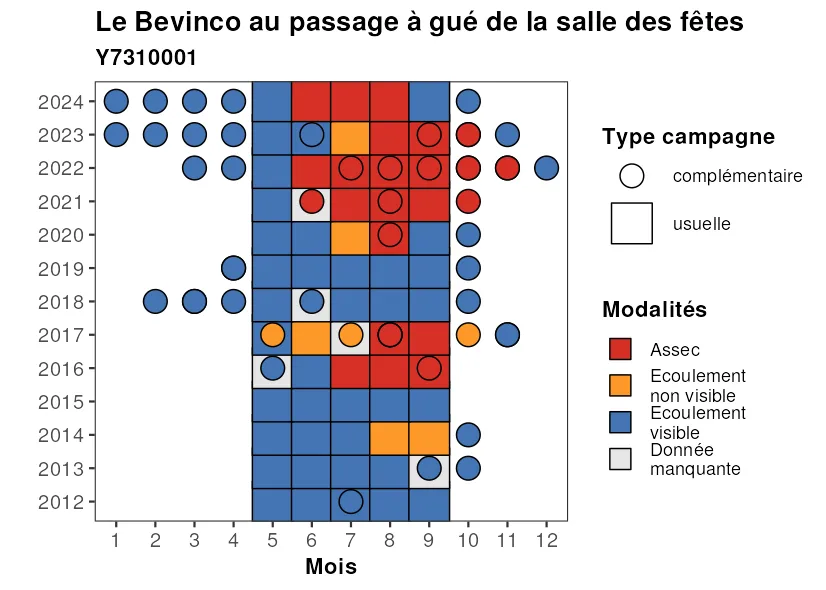 Le Bevinco au passage à gué de la salle des fêtes
Y7310001
2024
2023
2022
2021
2020
2019
2018
2017
2016
2015
2014
2013
2012
1 2 3 4 5 6 7 8 9 10 11 12
Mois
Type campagne
complémentaire
usuelle
Modalités
Assec
Ecoulement
non visible
Ecoulement
visible
Donnée
manquante